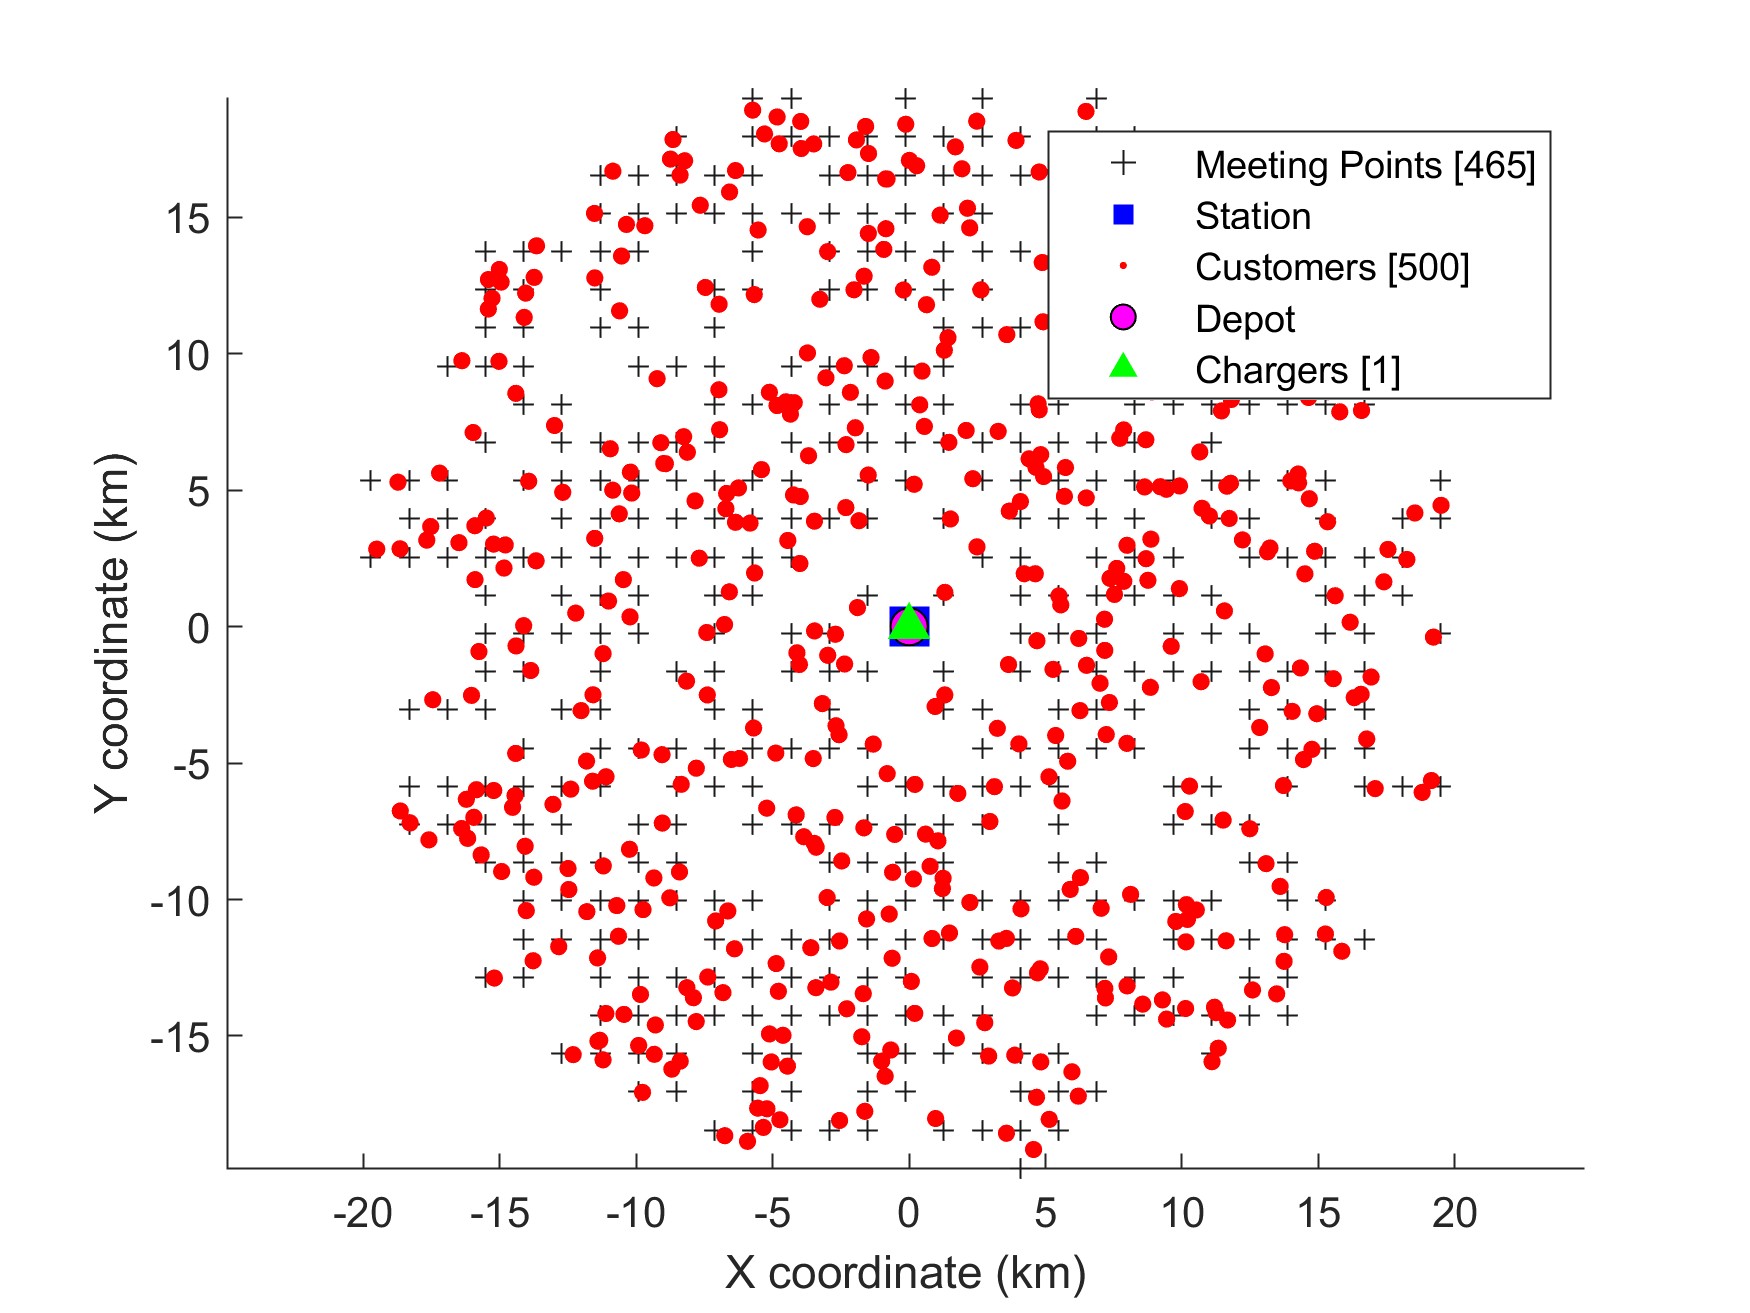 Meeting Points [465]
Station
Customers [500]
Depot
Chargers [1]
15
10
5
0
-5
-10
-15
Y coordinate (km)
-20 -15 -10 -5 0 5 10 15 20
X coordinate (km)